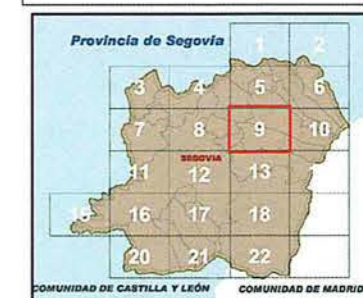 Provincia de Segovia
1 2
3 4 5 6
7 8 9 10
SEGOVIA
11 12 13
15 16 17 18
20 21 22
COMUNIDAD DE CASTILLA Y LEÓN COMUNIDAD DE MADRID